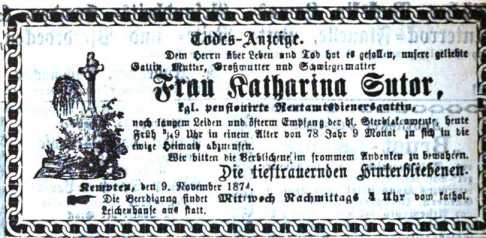 Todes-Anzeige.
Dem Herrn über Leben und Tod hat es gefallen, unsere geliebte
Gattin, Mutter, Großmutter und Schwiegermutter
Frau Katharina Sutor,
kgl. pensionirte Rentamtsdienersgattin,
nach langem Leiden und öfterm Empfang der hl. Sterbsakramente, heute
Früh 3/49 Uhr in einem Alter von 78 Jahr 9 Monat zu sich in die
ewige Heimath abzurufen.
Wir bitten die Verblichene im frommem Andenken zu bewahren.
Die tieftrauernden Hinterbliebenen.
Kempten, den 9. November 1874.
Die Beerdigung findet Mittwoch Nachmittags 4 Uhr vom kathol.
Leichenhause aus statt.